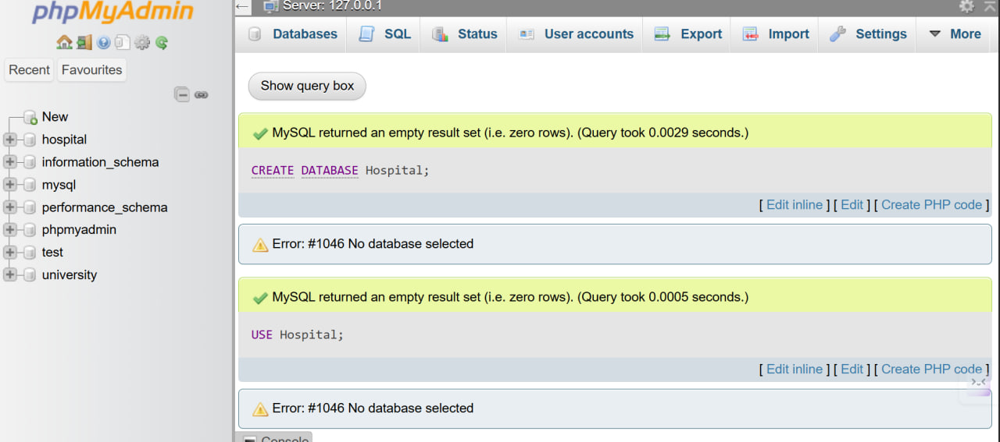 phpMyAdmin
Server: 127.0.0.1
Databases SQL Status User accounts Export Import Settings More
Recent Favourites
New
hospital
information_schema
mysql
performance_schema
phpmyadmin
test
university
Show query box
MySQL returned an empty result set (i.e. zero rows). (Query took 0.0029 seconds.)
CREATE DATABASE Hospital;
[ Edit inline ] [ Edit ] [ Create PHP code ]
Error: #1046 No database selected
MySQL returned an empty result set (i.e. zero rows). (Query took 0.0005 seconds.)
USE Hospital;
[ Edit inline ] [ Edit ] [ Create PHP code ]
Error: #1046 No database selected
Console